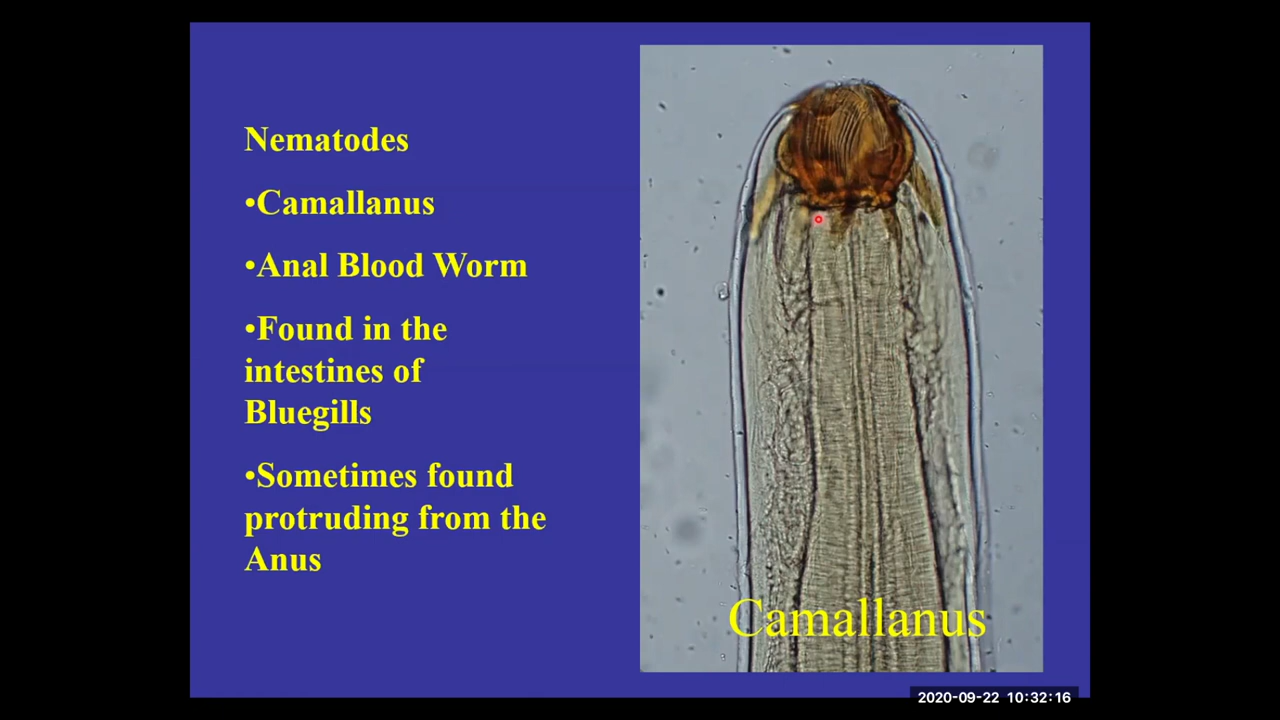 Nematodes
•Camallanus
•Anal Blood Worm
•Found in the
intestines of
Bluegills
•Sometimes found
protruding from the
Anus
Camallanus
2020-09-22 10:32:16